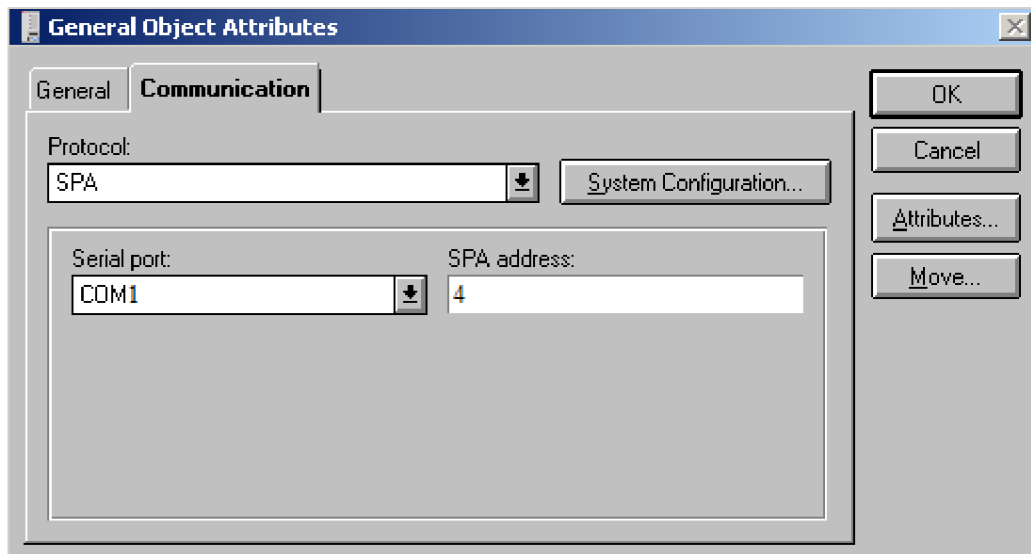 General Object Attributes
General
Communication
OK
Cancel
Attributes...
Move...
Protocol:
SPA
System Configuration...
Serial port:
SPA address:
COM1
4